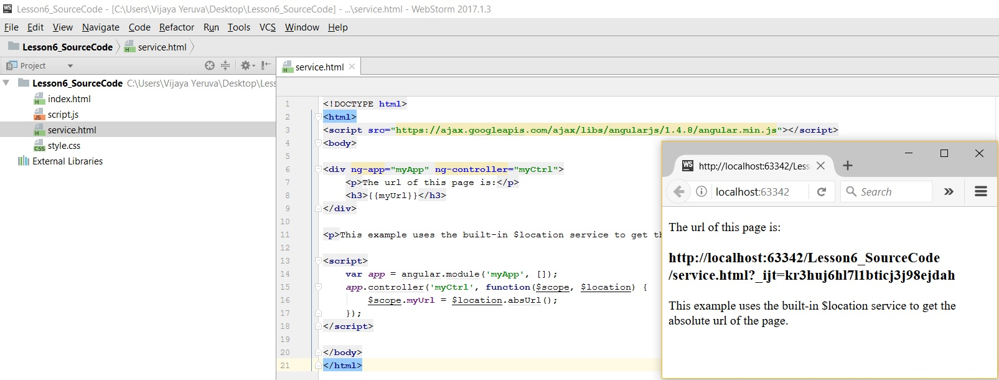 WS Lesson6_SourceCode - [C:\Users\Vijaya Yeruva\Desktop\Lesson6_SourceCode] - ...\service.html - WebStorm 2017.1.3
File Edit View Navigate Code Refactor Run Tools VCS Window Help
Lesson6_SourceCode service.html
Project
service.html
Lesson6_SourceCode C:\Users\Vijaya Yeruva\Desktop\Less
index.html
script.js
service.html
style.css
External Libraries
1 <!DOCTYPE html>
2 <html>
3 <script src="https://ajax.googleapis.com/ajax/libs/angularjs/1.4.8/angular.min.js"></script>
4 <body>
5
6 <div ng-app="myApp" ng-controller="myCtrl">
7 <p>The url of this page is:</p>
8 <h3>{{myUrl}}</h3>
9 </div>
10
11 <p>This example uses the built-in $location service to get th
12
13 <script>
14 var app = angular.module('myApp', []);
15 app.controller('myCtrl', function($scope, $location) {
16 $scope.myUrl = $location.absUrl();
17 });
18 </script>
19
20 </body>
21 </html>
WS http://localhost:63342/Less
localhost:63342 Search
The url of this page is:
http://localhost:63342/Lesson6_SourceCode
/service.html?_ijt=kr3huj6hl7l1bticj3j98ejdah
This example uses the built-in $location service to get the
absolute url of the page.